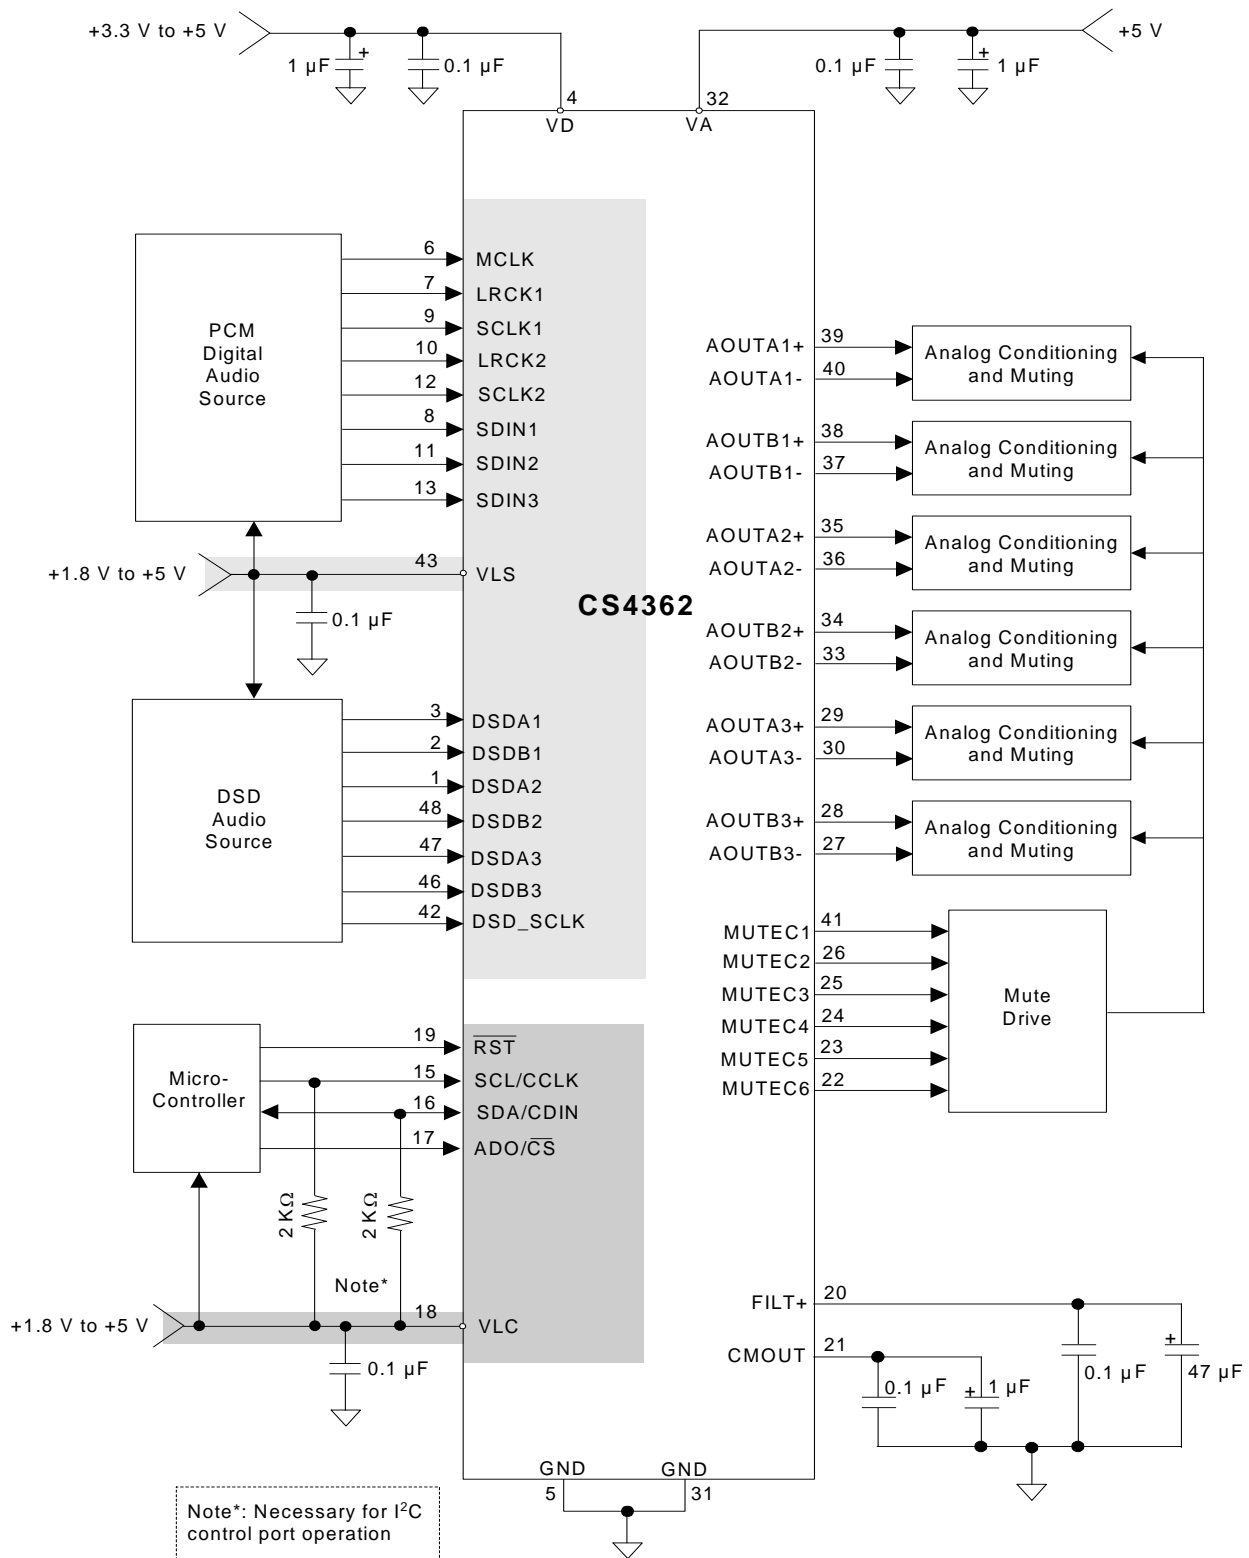 +3.3 V to +5 V
+5 V
1 µF
+
0.1 µF
0.1 µF
+
1 µF
4
32
VD
VA
PCM
Digital
Audio
Source
6
MCLK
7
LRCK1
9
SCLK1
10
LRCK2
12
SCLK2
8
SDIN1
11
SDIN2
13
SDIN3
+1.8 V to +5 V
43
VLS
0.1 µF
CS4362
DSD
Audio
Source
3
DSDA1
2
DSDB1
1
DSDA2
48
DSDB2
47
DSDA3
46
DSDB3
42
DSD_SCLK
Micro-
Controller
19
RST
15
SCL/CCLK
16
SDA/CDIN
17
ADO/CS
2 KΩ
2 KΩ
Note*
+1.8 V to +5 V
18
VLC
0.1 µF
AOUTA1+
39
AOUTA1-
40
Analog Conditioning
and Muting
AOUTB1+
38
AOUTB1-
37
Analog Conditioning
and Muting
AOUTA2+
35
AOUTA2-
36
Analog Conditioning
and Muting
AOUTB2+
34
AOUTB2-
33
Analog Conditioning
and Muting
AOUTA3+
29
AOUTA3-
30
Analog Conditioning
and Muting
AOUTB3+
28
AOUTB3-
27
Analog Conditioning
and Muting
MUTEC1
41
MUTEC2
26
MUTEC3
25
MUTEC4
24
MUTEC5
23
MUTEC6
22
Mute
Drive
FILT+
20
CMOUT
21
0.1 µF
+
1 µF
0.1 µF
+
47 µF
GND
GND
5
31
Note*: Necessary for I²C
control port operation